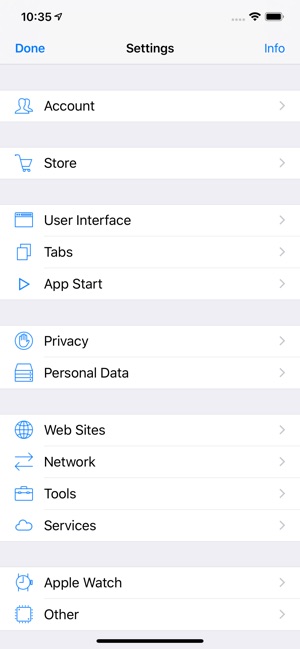 10:35
Done Settings Info
Account
Store
User Interface
Tabs
App Start
Privacy
Personal Data
Web Sites
Network
Tools
Services
Apple Watch
Other